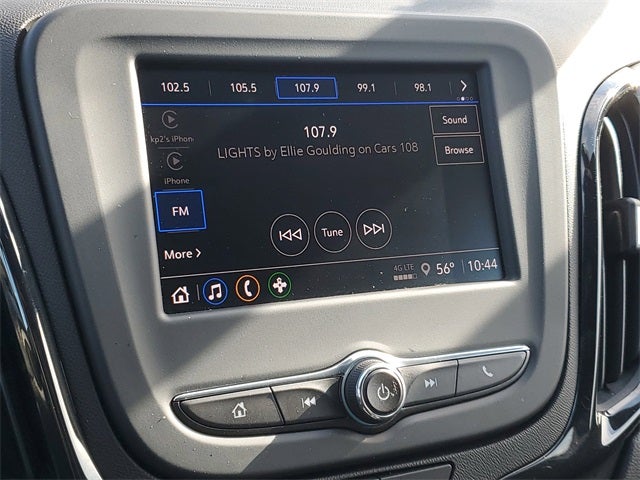 102.5 105.5 107.9 99.1 98.1
kp2's iPhon
iPhone
FM
More
107.9
LIGHTS by Ellie Goulding on Cars 108
Sound
Browse
Tune
4G LTE
56° 10:44